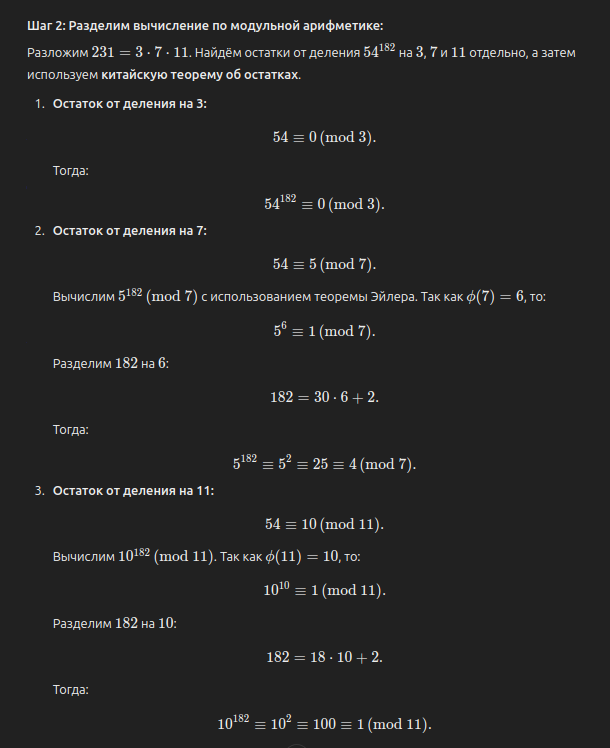 Шаг 2: Разделим вычисление по модульной арифметике:
Разложим 231 = 3 · 7 · 11. Найдём остатки от деления 54^182 на 3, 7 и 11 отдельно, а затем
используем китайскую теорему об остатках.
1. Остаток от деления на 3:
54 ≡ 0 (mod 3).
Тогда:
54^182 ≡ 0 (mod 3).
2. Остаток от деления на 7:
54 ≡ 5 (mod 7).
Вычислим 5^182 (mod 7) с использованием теоремы Эйлера. Так как ϕ(7) = 6, то:
5^6 ≡ 1 (mod 7).
Разделим 182 на 6:
182 = 30 · 6 + 2.
Тогда:
5^182 ≡ 5^2 ≡ 25 ≡ 4 (mod 7).
3. Остаток от деления на 11:
54 ≡ 10 (mod 11).
Вычислим 10^182 (mod 11). Так как ϕ(11) = 10, то:
10^10 ≡ 1 (mod 11).
Разделим 182 на 10:
182 = 18 · 10 + 2.
Тогда:
10^182 ≡ 10^2 ≡ 100 ≡ 1 (mod 11).